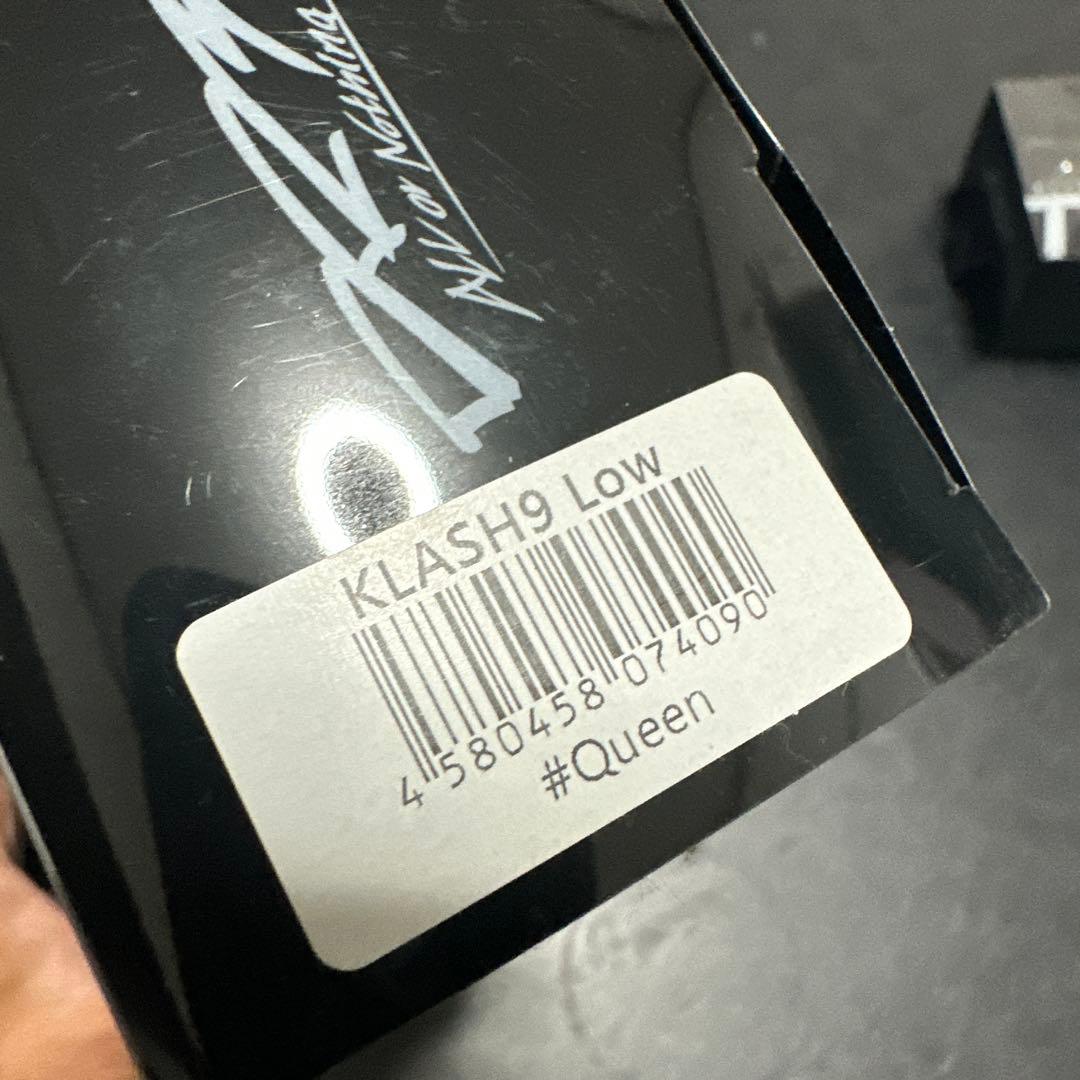 All or Nothing
KLASH9 Low
4 580458 074090
#Queen
T